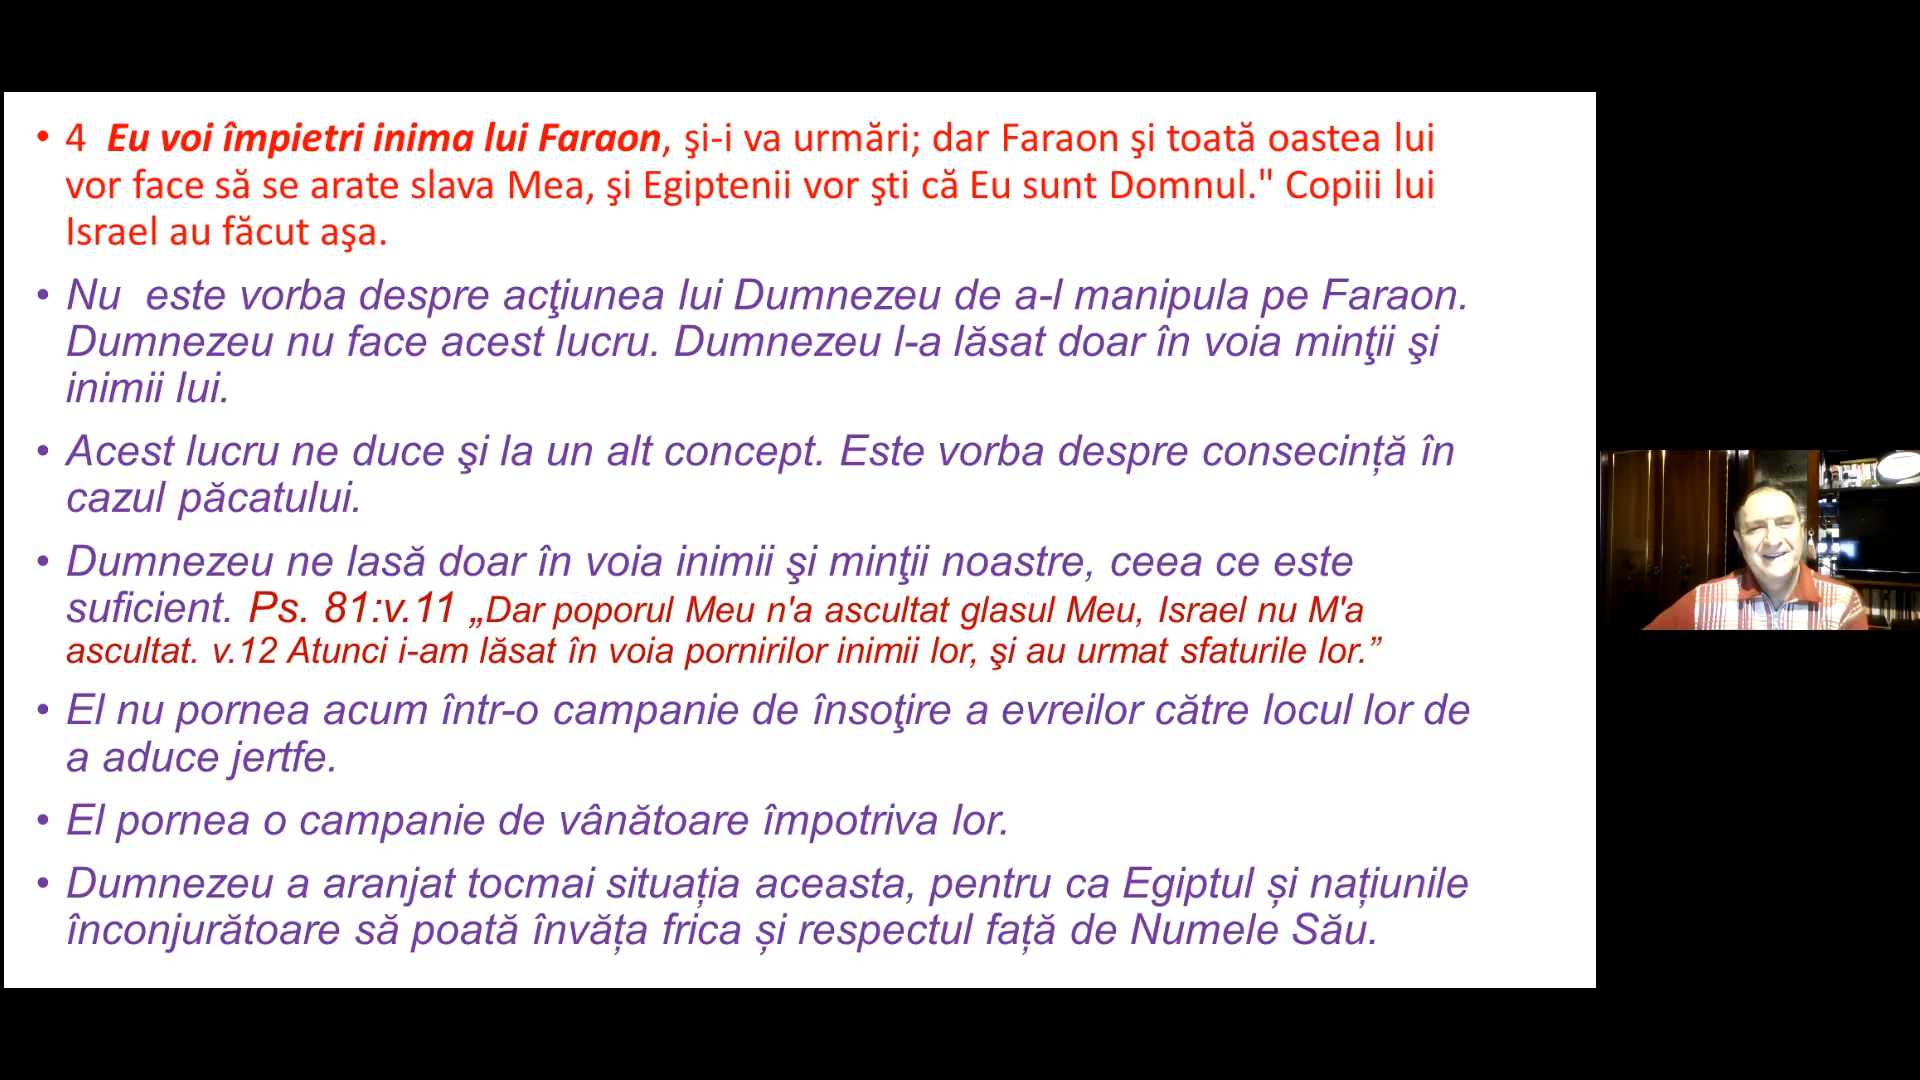 • 4  Eu voi împietri inima lui Faraon, şi-i va urmări; dar Faraon şi toată oastea lui
vor face să se arate slava Mea, şi Egiptenii vor şti că Eu sunt Domnul." Copiii lui
Israel au făcut aşa.
• Nu  este vorba despre acţiunea lui Dumnezeu de a-l manipula pe Faraon.
Dumnezeu nu face acest lucru. Dumnezeu l-a lăsat doar în voia minţii şi
inimii lui.
• Acest lucru ne duce şi la un alt concept. Este vorba despre consecință în
cazul păcatului.
• Dumnezeu ne lasă doar în voia inimii şi minţii noastre, ceea ce este
suficient. Ps. 81:v.11 „Dar poporul Meu n'a ascultat glasul Meu, Israel nu M'a
ascultat. v.12 Atunci i-am lăsat în voia pornirilor inimii lor, şi au urmat sfaturile lor.”
• El nu pornea acum într-o campanie de însoţire a evreilor către locul lor de
a aduce jertfe.
• El pornea o campanie de vânătoare împotriva lor.
• Dumnezeu a aranjat tocmai situația aceasta, pentru ca Egiptul și națiunile
înconjurătoare să poată învăța frica și respectul față de Numele Său.